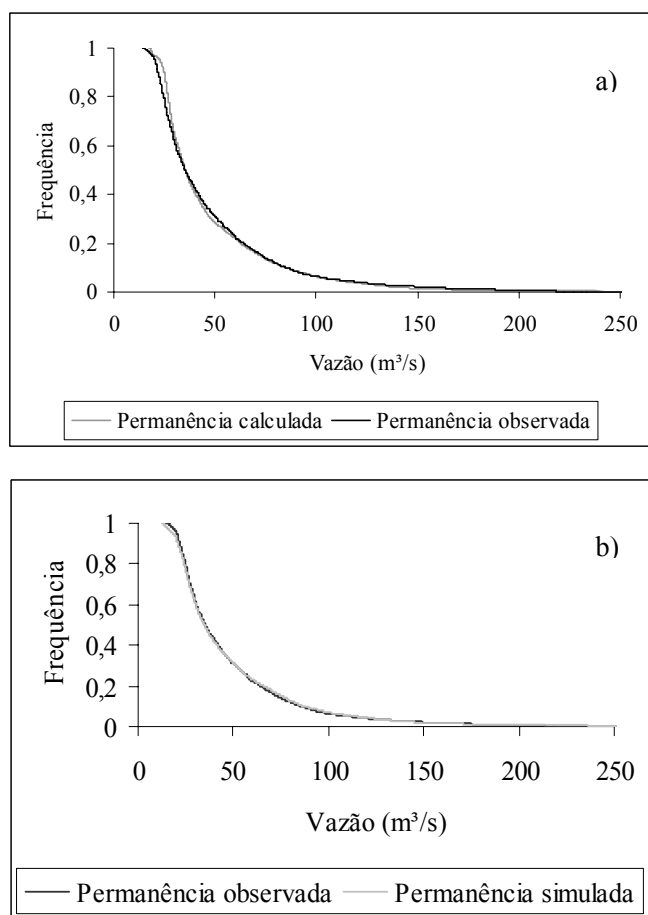 a)
1
0,8
0,6
0,4
0,2
0
Frequência
0 50 100 150 200 250
Vazão (m³/s)
Permanência calculada Permanência observada
b)
1
0,8
0,6
0,4
0,2
0
Frequência
0 50 100 150 200 250
Vazão (m³/s)
Permanência observada Permanência simulada